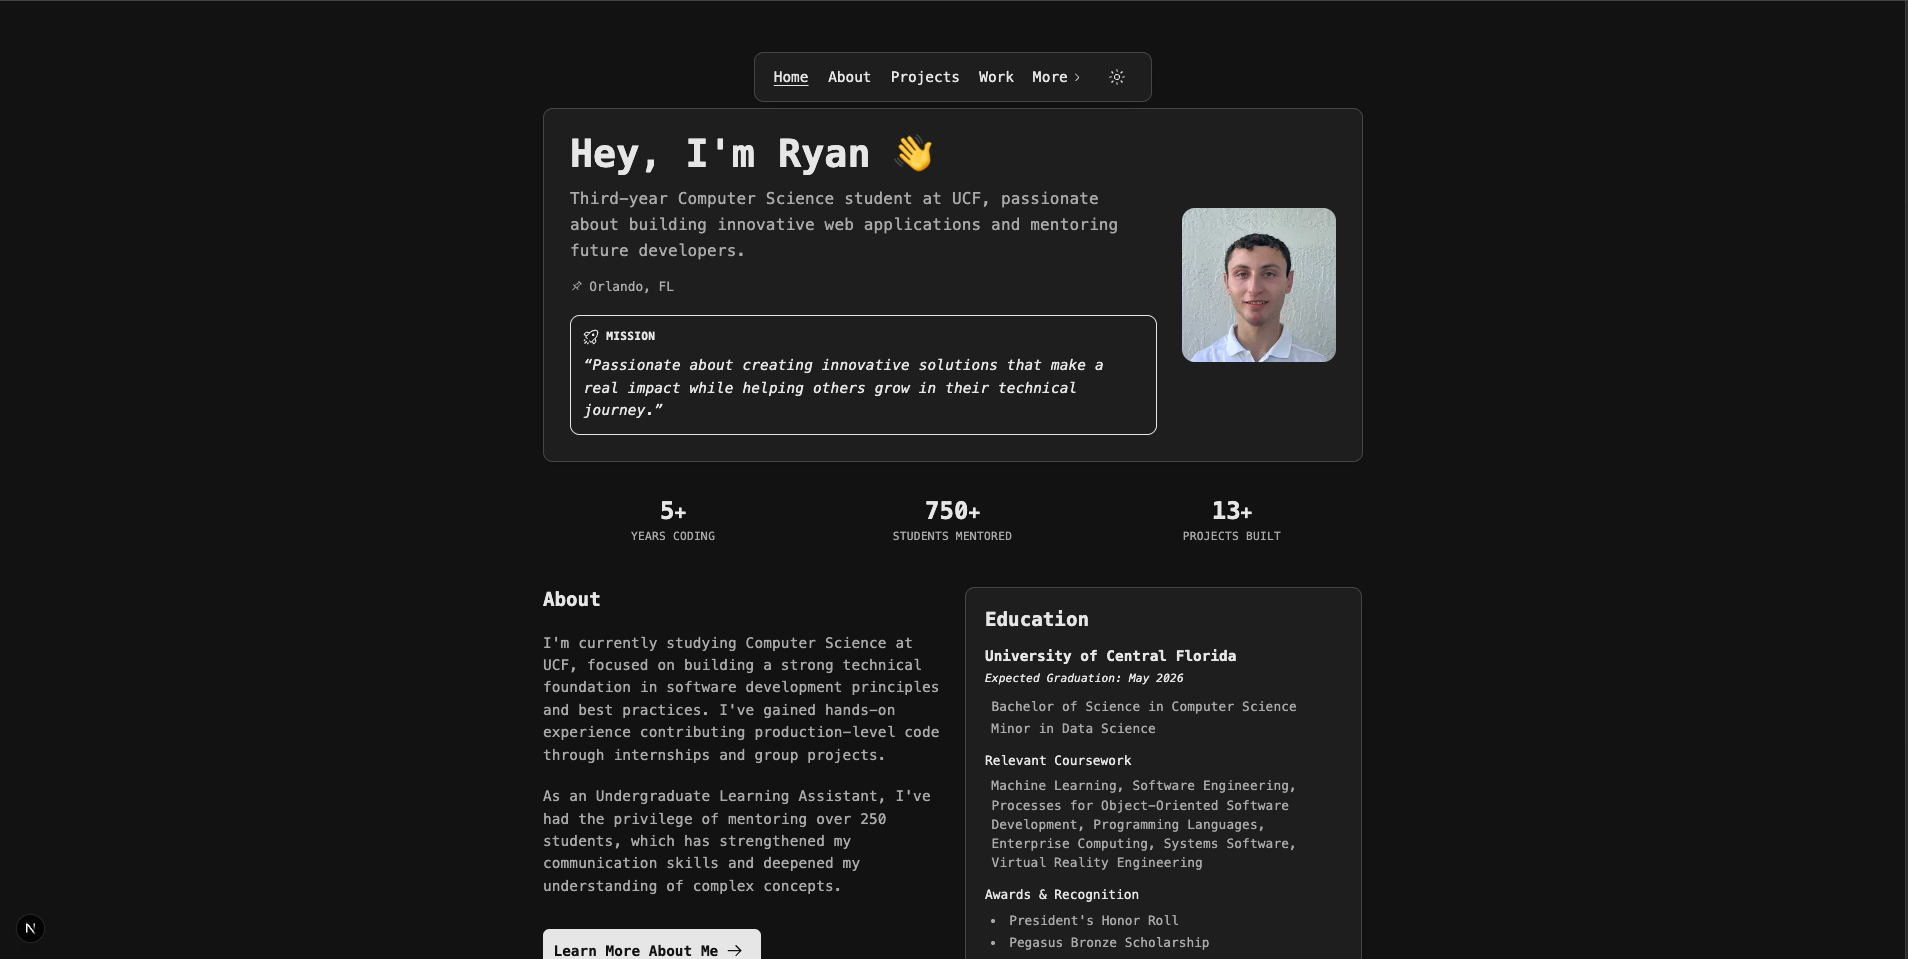 Home About Projects Work More
Hey, I'm Ryan 👋
Third-year Computer Science student at UCF, passionate
about building innovative web applications and mentoring
future developers.
Orlando, FL
MISSION
“Passionate about creating innovative solutions that make a
real impact while helping others grow in their technical
journey.”
5+
YEARS CODING
750+
STUDENTS MENTORED
13+
PROJECTS BUILT
About
I'm currently studying Computer Science at
UCF, focused on building a strong technical
foundation in software development principles
and best practices. I've gained hands-on
experience contributing production-level code
through internships and group projects.
As an Undergraduate Learning Assistant, I've
had the privilege of mentoring over 250
students, which has strengthened my
communication skills and deepened my
understanding of complex concepts.
Learn More About Me →
Education
University of Central Florida
Expected Graduation: May 2026
Bachelor of Science in Computer Science
Minor in Data Science
Relevant Coursework
Machine Learning, Software Engineering,
Processes for Object-Oriented Software
Development, Programming Languages,
Enterprise Computing, Systems Software,
Virtual Reality Engineering
Awards & Recognition
• President's Honor Roll
• Pegasus Bronze Scholarship
N